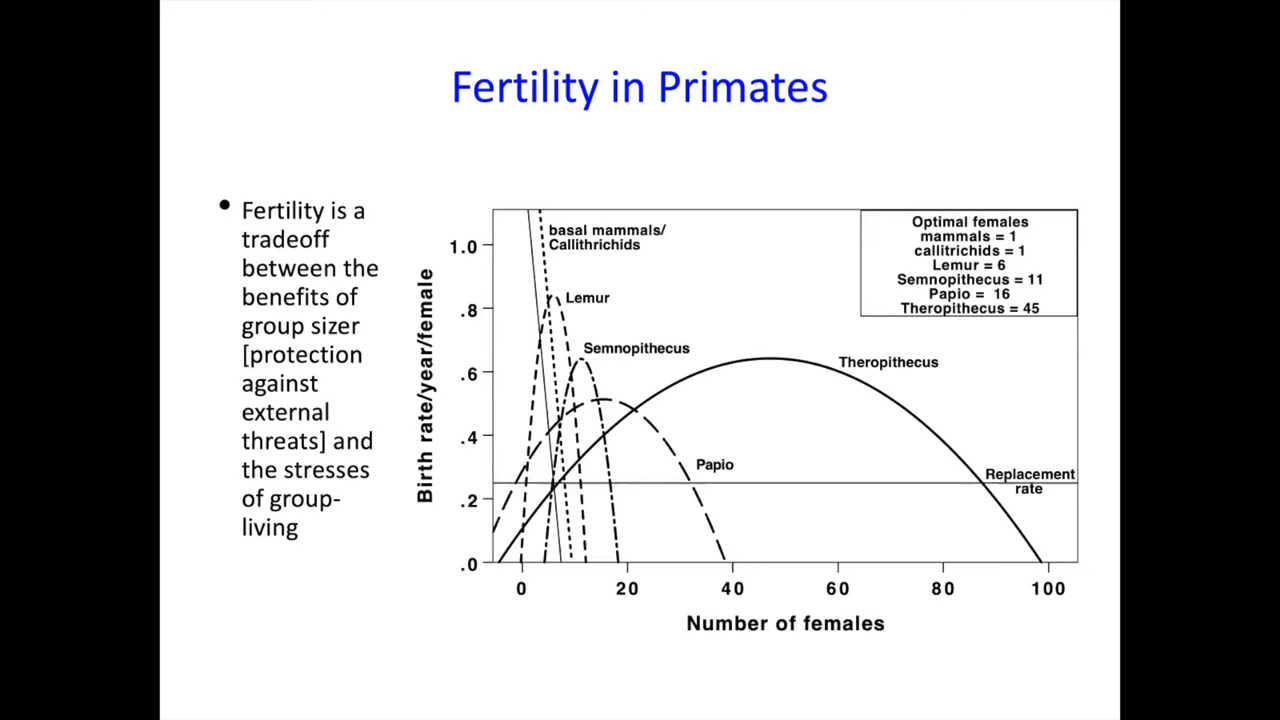 Fertility in Primates
• Fertility is a
tradeoff
between the
benefits of
group sizer
[protection
against
external
threats] and
the stresses
of group-
living
Birth rate/year/female
1.0
.8
.6
.4
.2
.0
basal mammals/
Callithrichids
Lemur
Semnopithecus
Theropithecus
Papio
Replacement
rate
Optimal females
mammals = 1
callitrichids = 1
Lemur = 6
Semnopithecus = 11
Papio = 16
Theropithecus = 45
0 20 40 60 80 100
Number of females